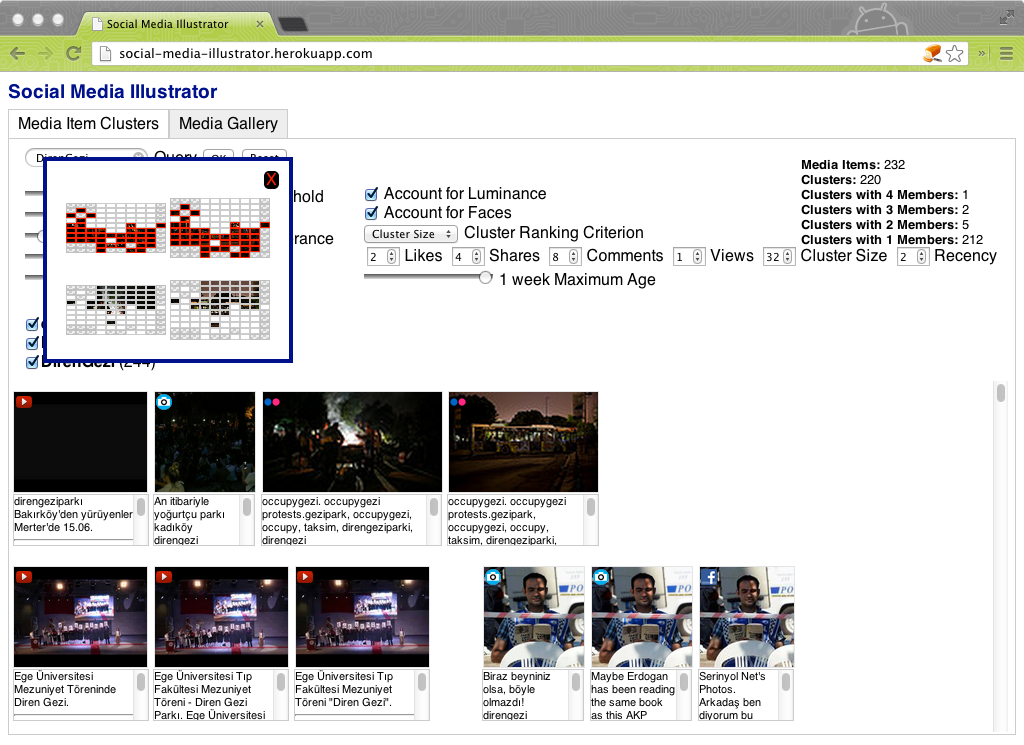 Social Media Illustrator
social-media-illustrator.herokuapp.com
Social Media Illustrator
Media Item Clusters
Media Gallery
Query
X
hold
rance
Account for Luminance
Account for Faces
Cluster Size Cluster Ranking Criterion
2 Likes 4 Shares 8 Comments 1 Views 32 Cluster Size 2 Recency
1 week Maximum Age
Media Items: 232
Clusters: 220
Clusters with 4 Members: 1
Clusters with 3 Members: 2
Clusters with 2 Members: 5
Clusters with 1 Members: 212
DirenGezi (244)
direngeziparkı
Bakırköy'den yürüyenler
Merter'de 15.06.
An itibariyle
yoğurtçu parkı
kadıköy
direngezi
occupygezi. occupygezi
protests.gezipark, occupygezi,
occupy, taksim, direngeziparki,
direngezi
occupygezi. occupygezi
protests.gezipark,
occupygezi, occupy,
taksim, direngeziparki,
Ege Üniversitesi
Mezuniyet Töreninde
Diren Gezi.
Ege Üniversitesi Tıp
Fakültesi Mezuniyet
Töreni - Diren Gezi
Parkı. Ege Üniversitesi
Ege Üniversitesi Tıp
Fakültesi Mezuniyet
Töreni "Diren Gezi".
Biraz beyniniz
olsa, böyle
olmazdı!
direngezi
Maybe Erdogan
has been reading
the same book
as this AKP
Serinyol Net's
Photos.
Arkadaş ben
diyorum bu